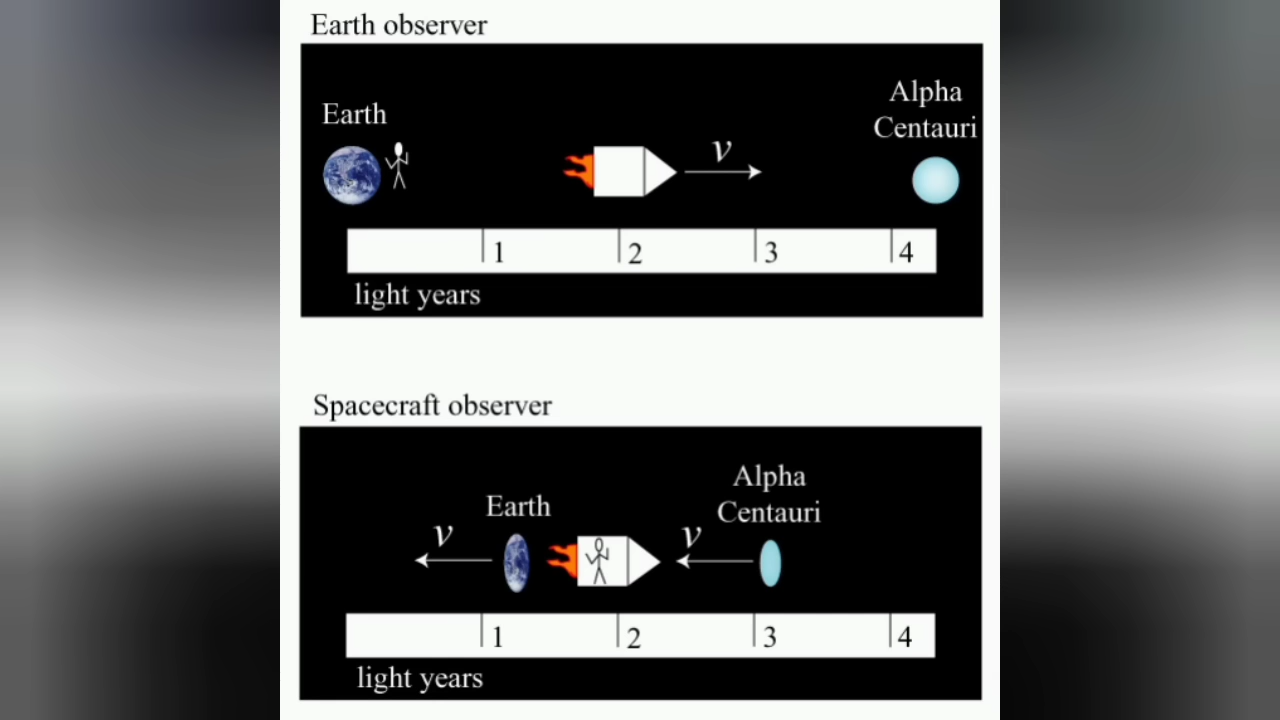 Earth observer
Earth
Alpha
Centauri
v
1 2 3 4
light years
Spacecraft observer
Alpha
Centauri
Earth
v v
1 2 3 4
light years